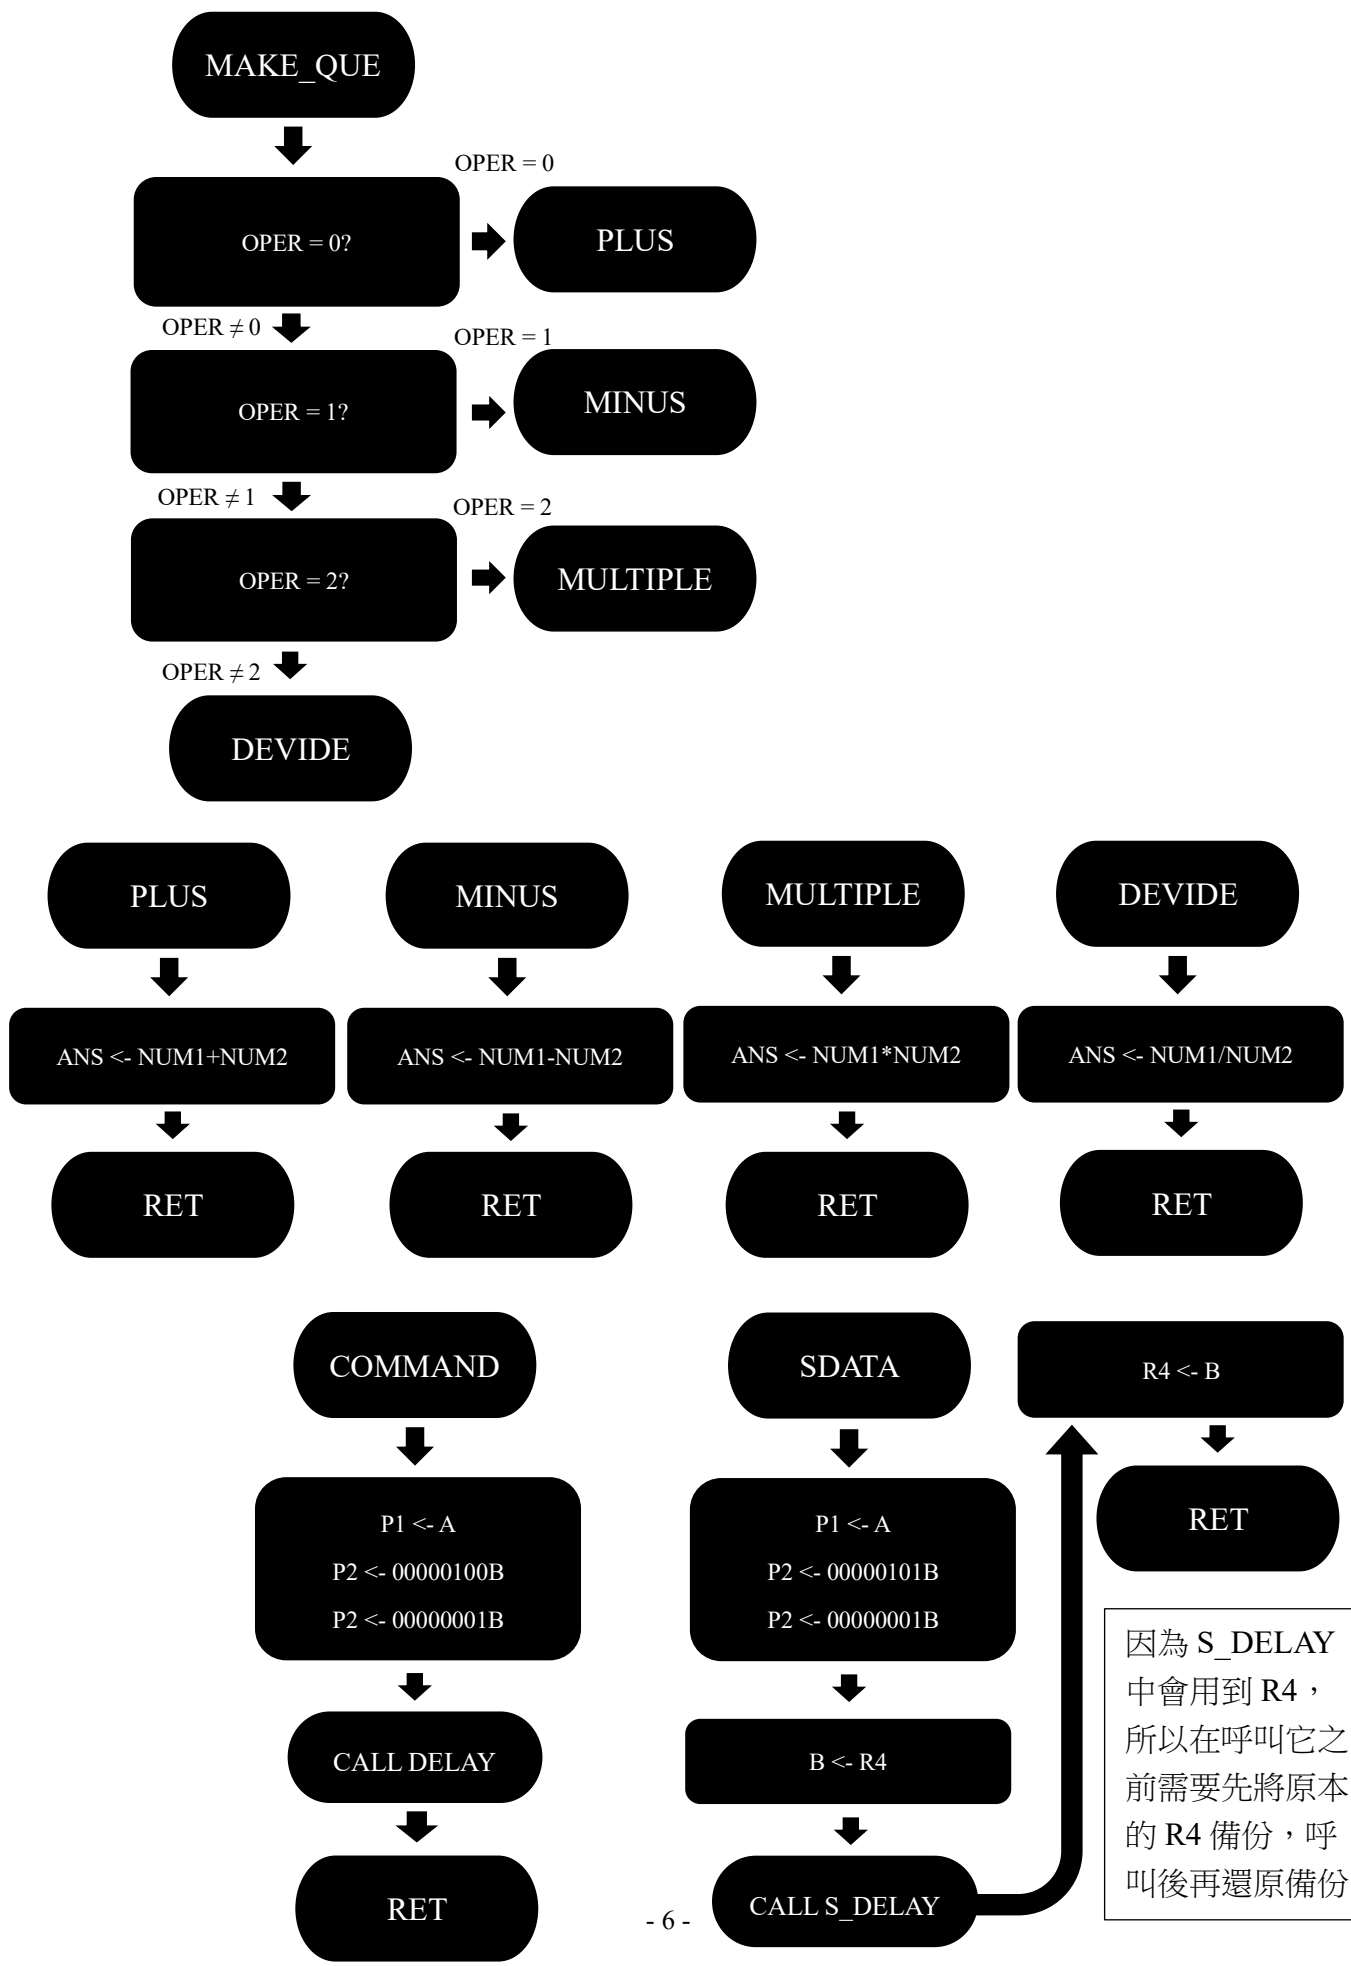 MAKE_QUE
OPER = 0
OPER = 0?
PLUS
OPER ≠ 0
OPER = 1
OPER = 1?
MINUS
OPER ≠ 1
OPER = 2
OPER = 2?
MULTIPLE
OPER ≠ 2
DEVIDE
PLUS
MINUS
MULTIPLE
DEVIDE
ANS <- NUM1+NUM2
ANS <- NUM1-NUM2
ANS <- NUM1*NUM2
ANS <- NUM1/NUM2
RET
RET
RET
RET
COMMAND
P1 <- A
P2 <- 00000100B
P2 <- 00000001B
CALL DELAY
RET
SDATA
P1 <- A
P2 <- 00000101B
P2 <- 00000001B
B <- R4
CALL S_DELAY
R4 <- B
RET
因為 S_DELAY
中會用到 R4，
所以在呼叫它之
前需要先將原本
的 R4 備份，呼
叫後再還原備份
- 6 -